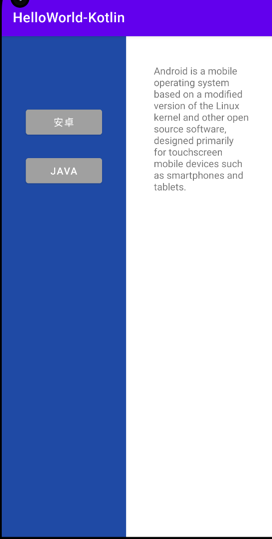 HelloWorld-Kotlin
安卓
JAVA
Android is a mobile
operating system
based on a modified
version of the Linux
kernel and other open
source software,
designed primarily
for touchscreen
mobile devices such
as smartphones and
tablets.